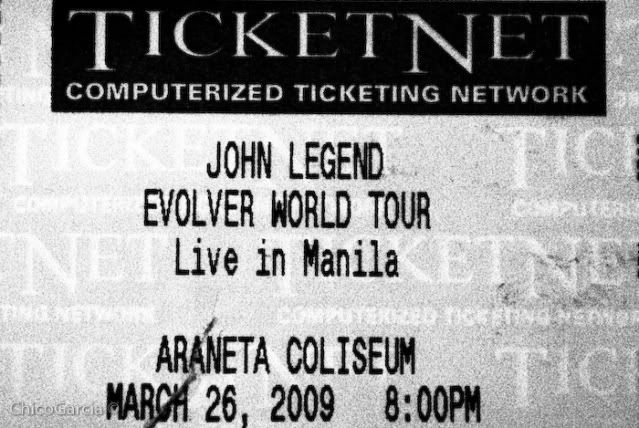 TICKETNET
COMPUTERIZED TICKETING NETWORK
JOHN LEGEND
EVOLVER WORLD TOUR
Live in Manila
ARANETA COLISEUM
MARCH 26, 2009 8:00PM
ChicoGarcia ©